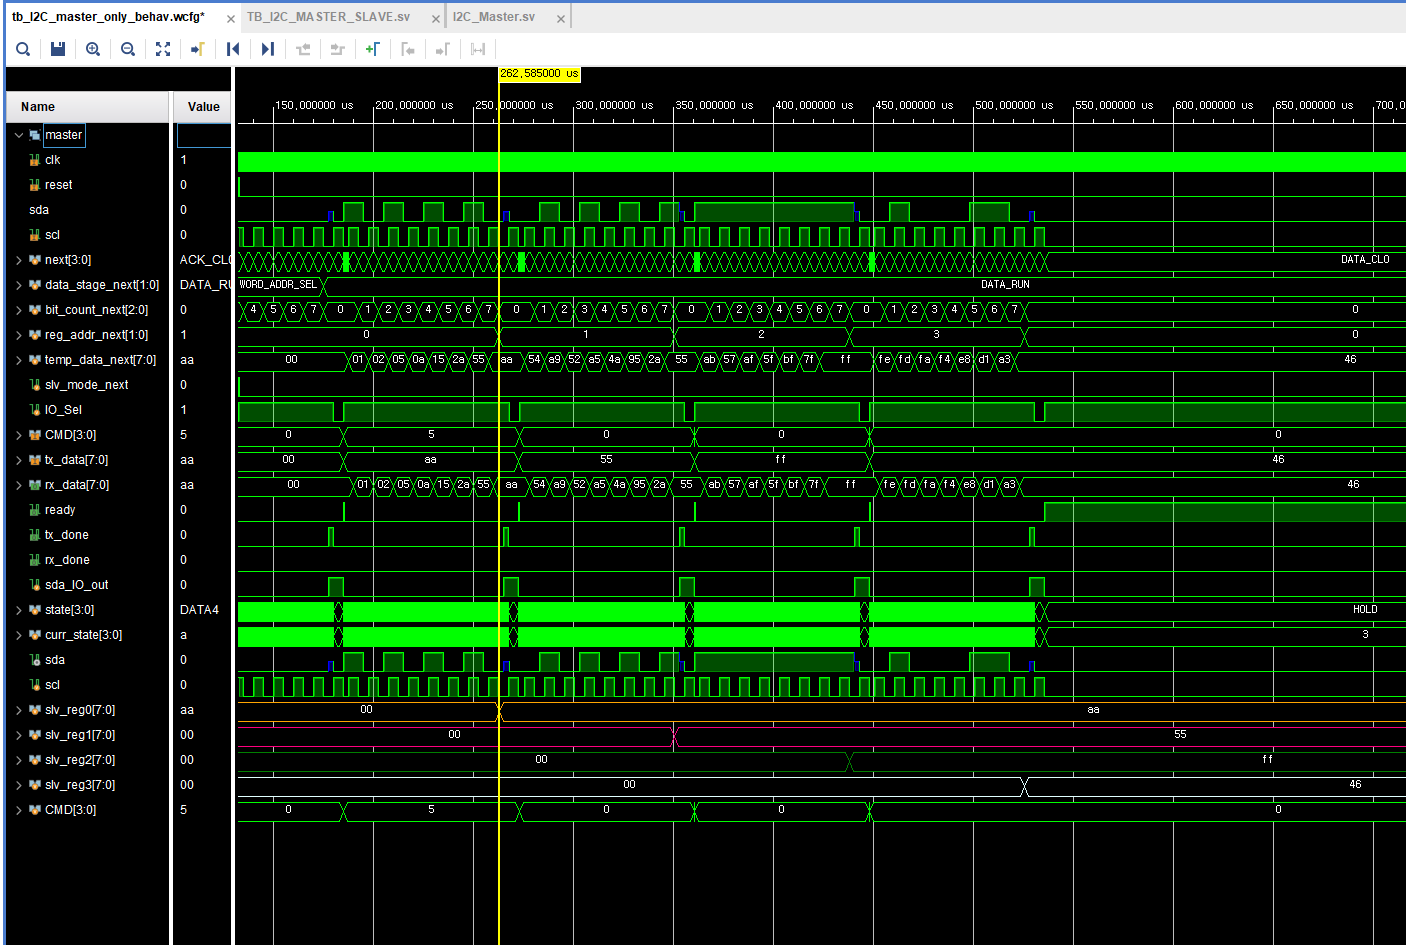 tb_I2C_master_only_behav.wcfg* × TB_I2C_MASTER_SLAVE.sv × I2C_Master.sv ×
262,585000 us
Name Value 150,000000 us 200,000000 us 250,000000 us 300,000000 us 350,000000 us 400,000000 us 450,000000 us 500,000000 us 550,000000 us 600,000000 us 650,000000 us 700,0
master
clk 1
reset 0
sda 0
scl 0
next[3:0] ACK_CLO DATA_CLO
data_stage_next[1:0] DATA_RU WORD_ADDR_SEL DATA_RUN
bit_count_next[2:0] 0 4 5 6 7 0 1 2 3 4 5 6 7 0 1 2 3 4 5 6 7 0 1 2 3 4 5 6 7 0 1 2 3 4 5 6 7 0
reg_addr_next[1:0] 1 0 1 2 3 0
temp_data_next[7:0] aa 00 01 02 05 0a 15 2a 55 aa 54 a9 52 a5 4a 95 2a 55 ab 57 af 5f bf 7f ff fe fd fa f4 e8 d1 a3 46
slv_mode_next 0
IO_Sel 1
CMD[3:0] 5 0 5 0 0 0
tx_data[7:0] aa 00 aa 55 ff 46
rx_data[7:0] aa 00 01 02 05 0a 15 2a 55 aa 54 a9 52 a5 4a 95 2a 55 ab 57 af 5f bf 7f ff fe fd fa f4 e8 d1 a3 46
ready 0
tx_done 0
rx_done 0
sda_IO_out 0
state[3:0] DATA4 HOLD
curr_state[3:0] a 3
sda 0
scl 0
slv_reg0[7:0] aa 00 aa
slv_reg1[7:0] 00 00 55
slv_reg2[7:0] 00 00 ff
slv_reg3[7:0] 00 00 46
CMD[3:0] 5 0 5 0 0 0